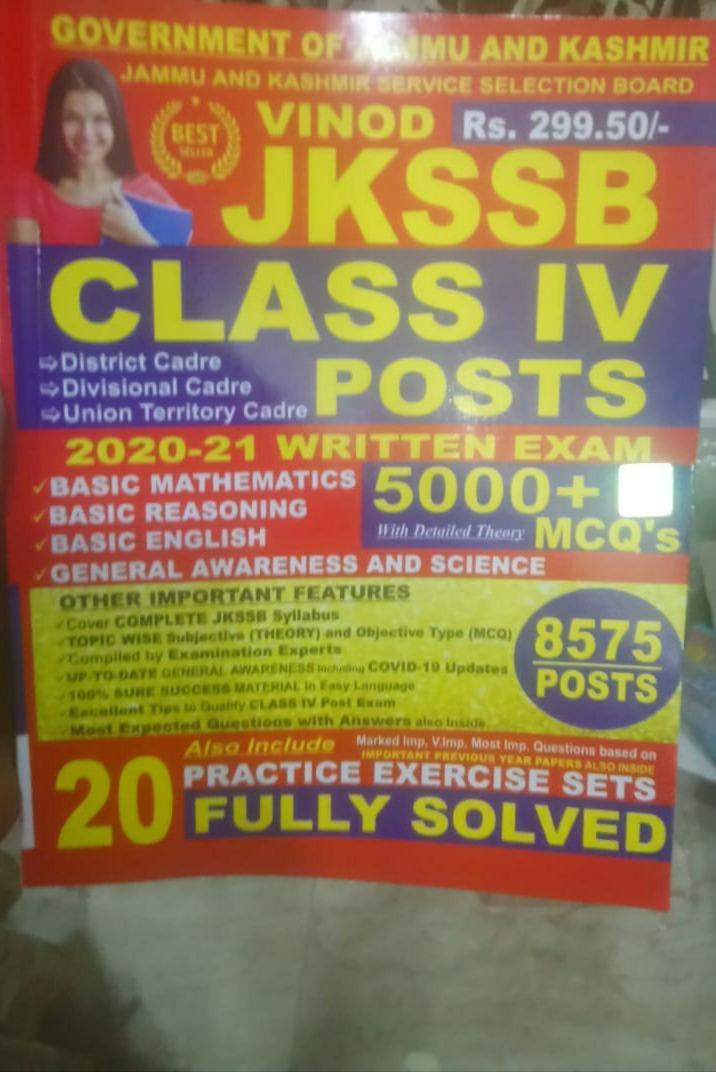 GOVERNMENT OF JAMMU AND KASHMIR
JAMMU AND KASHMIR SERVICE SELECTION BOARD
BEST
SELLER
VINOD
Rs. 299.50/-
JKSSB
CLASS IV
⇨District Cadre
⇨Divisional Cadre
⇨Union Territory Cadre
POSTS
2020-21 WRITTEN EXAM
✓BASIC MATHEMATICS
✓BASIC REASONING
✓BASIC ENGLISH
✓GENERAL AWARENESS AND SCIENCE
5000+
With Detailed Theory MCQ's
OTHER IMPORTANT FEATURES
✓Cover COMPLETE JKSSB Syllabus
✓TOPIC WISE Subjective (THEORY) and Objective Type (MCQ)
✓Compiled by Examination Experts
✓UP-TO-DATE GENERAL AWARENESS Including COVID-19 Updates
✓100% SURE SUCCESS MATERIAL in Easy Language
✓Excellent Tips to Qualify CLASS IV Post Exam
✓Most Expected Questions with Answers also Inside
8575
POSTS
Also Include
Marked Imp, V.Imp, Most Imp. Questions based on
IMPORTANT PREVIOUS YEAR PAPERS ALSO INSIDE
20
PRACTICE EXERCISE SETS
FULLY SOLVED